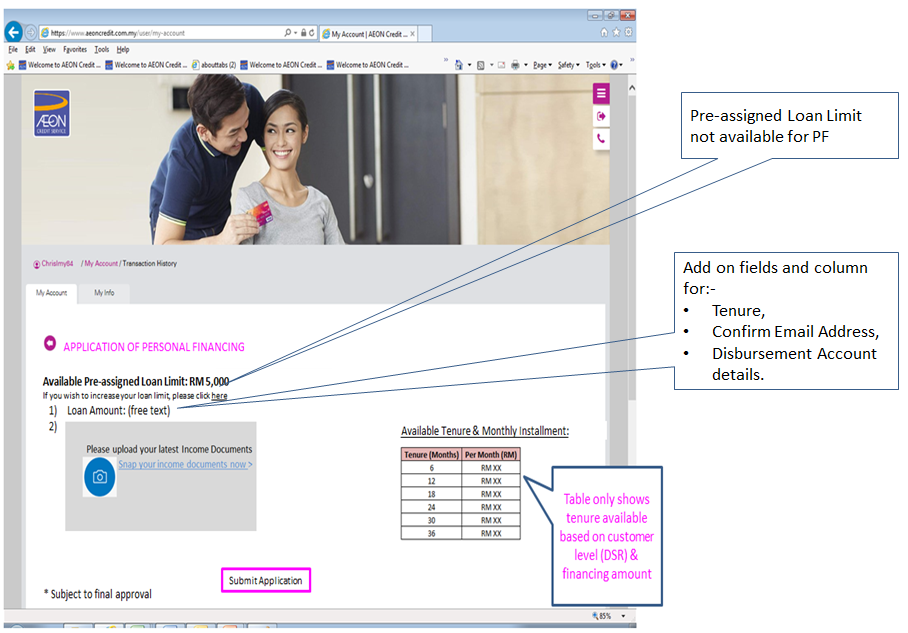 https://www.aeoncredit.com.my/user/my-account
My Account | AEON Credit ...
File Edit View Favorites Tools Help
Welcome to AEON Credit ... Welcome to AEON Credit ... abouttabs (2) Welcome to AEON Credit ... Welcome to AEON Credit ...
Page Safety Tools
AEON
CREDIT SERVICE
Pre-assigned Loan Limit
not available for PF
Chrislmy84 / My Account / Transaction History
My Account My Info
Add on fields and column
for:-
• Tenure,
• Confirm Email Address,
• Disbursement Account
details.
APPLICATION OF PERSONAL FINANCING
Available Pre-assigned Loan Limit: RM 5,000
If you wish to increase your loan limit, please click here
1) Loan Amount: (free text)
2)
Please upload your latest Income Documents
Snap your income documents now >
Available Tenure & Monthly Installment:
Tenure (Months) Per Month (RM)
6 RM XX
12 RM XX
18 RM XX
24 RM XX
30 RM XX
36 RM XX
Table only shows
tenure available
based on customer
level (DSR) &
financing amount
Submit Application
* Subject to final approval
85%